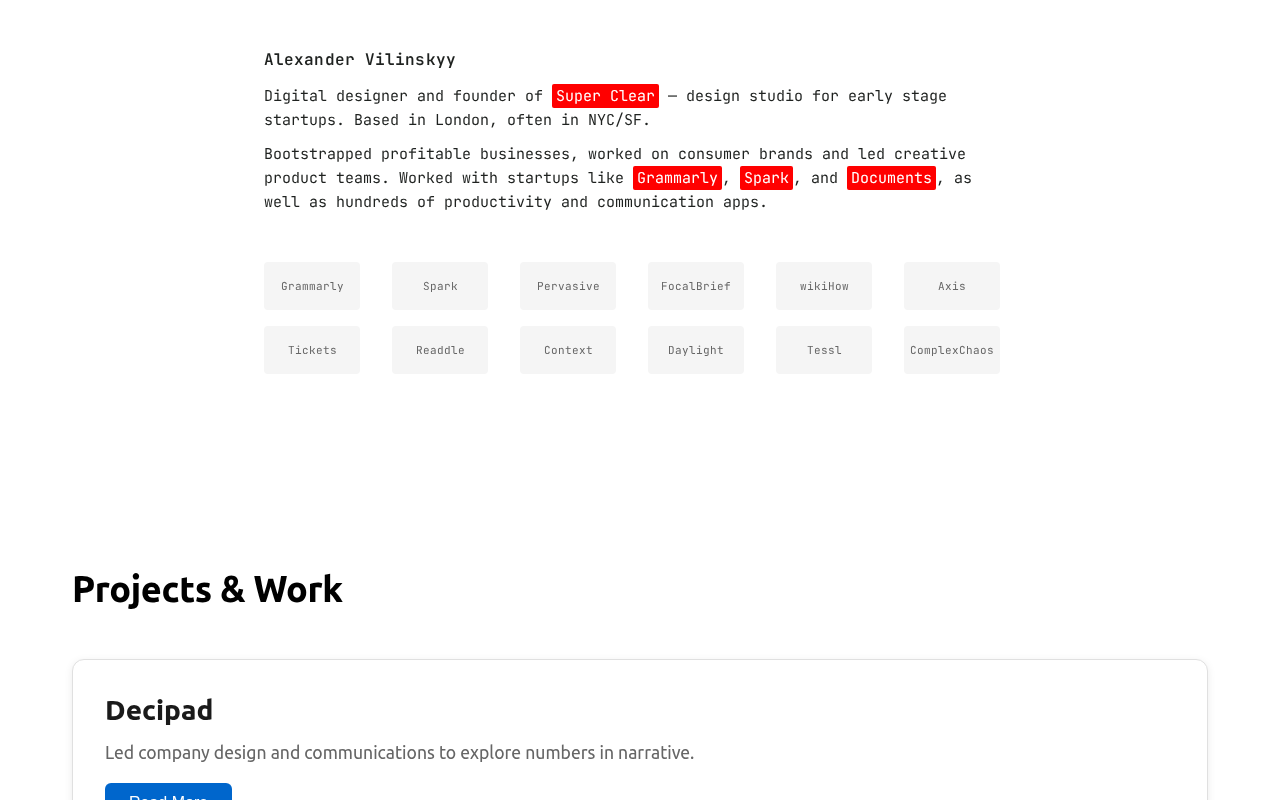 Alexander Vilinskyy
Digital designer and founder of Super Clear — design studio for early stage
startups. Based in London, often in NYC/SF.
Bootstrapped profitable businesses, worked on consumer brands and led creative
product teams. Worked with startups like Grammarly, Spark, and Documents, as
well as hundreds of productivity and communication apps.
Grammarly Spark Pervasive FocalBrief wikiHow Axis
Tickets Readdle Context Daylight Tessl ComplexChaos
Projects & Work
Decipad
Led company design and communications to explore numbers in narrative.
Read More